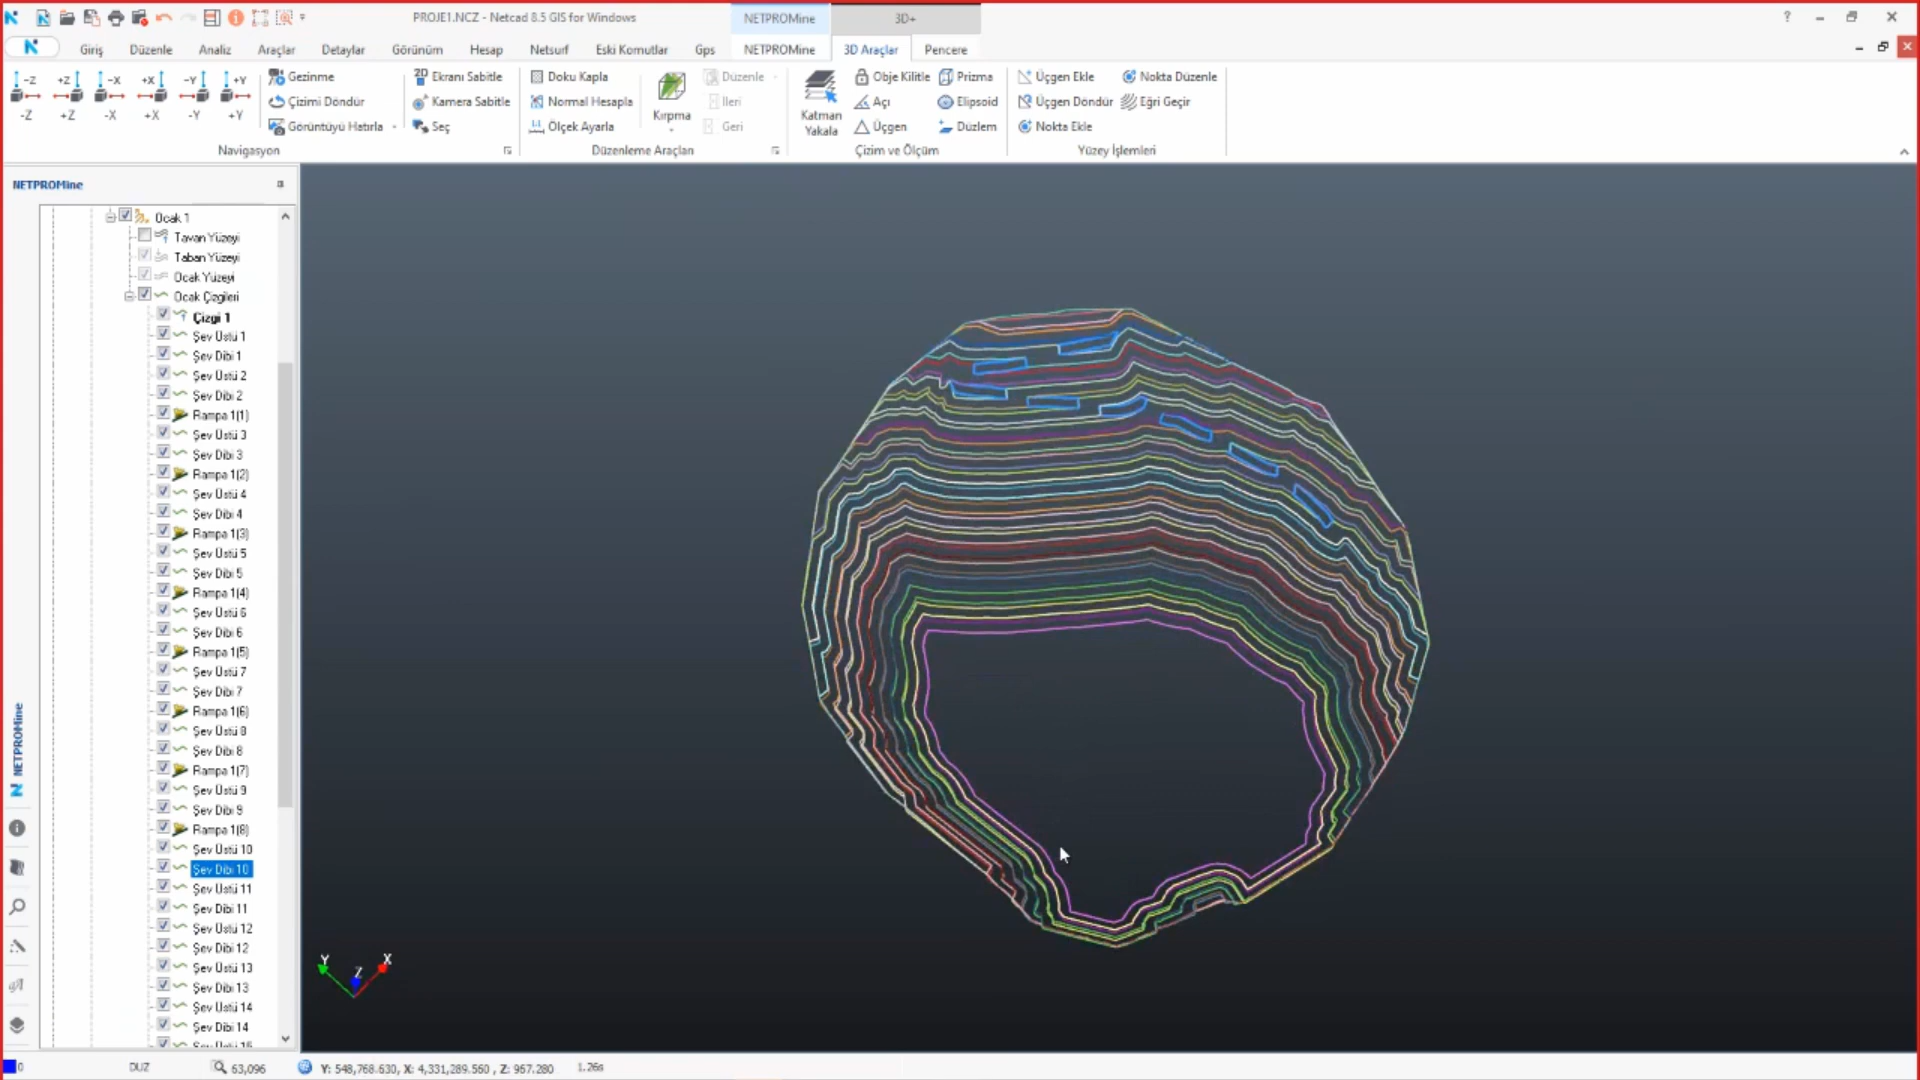 PROJE1.NCZ - Netcad 8.5 GIS for Windows
NETPROMine
3D+
Giriş Düzenle Analiz Araçlar Detaylar Görünüm Hesap Netsurf Eski Komutlar Gps NETPROMine 3D Araçlar Pencere
-Z +Z -X +X -Y +Y
-Z +Z -X +X -Y +Y
Gezinme
Çizimi Döndür
Görüntüyü Hatırla
2D Ekranı Sabitle
Kamera Sabitle
Seç
Navigasyon
Doku Kapla
Normal Hesapla
Ölçek Ayarla
Kırpma
Düzenle
İleri
Geri
Düzenleme Araçları
Katman Yakala
Obje Kilitle
Açı
Üçgen
Prizma
Elipsoid
Düzlem
Çizim ve Ölçüm
Üçgen Ekle
Üçgen Döndür
Nokta Ekle
Nokta Düzenle
Eğri Geçir
Yüzey İşlemleri
NETPROMine
Ocak 1
Tavan Yüzeyi
Taban Yüzeyi
Ocak Yüzeyi
Ocak Çizgileri
Çizgi 1
Şev Üstü 1
Şev Dibi 1
Şev Üstü 2
Şev Dibi 2
Rampa 1(1)
Şev Üstü 3
Şev Dibi 3
Rampa 1(2)
Şev Üstü 4
Şev Dibi 4
Rampa 1(3)
Şev Üstü 5
Şev Dibi 5
Rampa 1(4)
Şev Üstü 6
Şev Dibi 6
Rampa 1(5)
Şev Üstü 7
Şev Dibi 7
Rampa 1(6)
Şev Üstü 8
Şev Dibi 8
Rampa 1(7)
Şev Üstü 9
Şev Dibi 9
Rampa 1(8)
Şev Üstü 10
Şev Dibi 10
Şev Üstü 11
Şev Dibi 11
Şev Üstü 12
Şev Dibi 12
Şev Üstü 13
Şev Dibi 13
Şev Üstü 14
Şev Dibi 14
Şev Üstü 15
NETPROMine
Y Z X
0 DUZ 63,096 Y: 548,768.630, X: 4,331,289.560 , Z: 957.280 1.26s